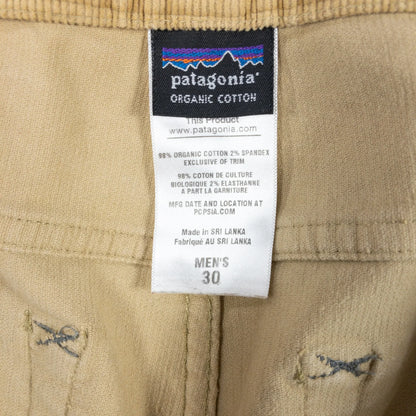 patagonia®
ORGANIC COTTON
This Product
www.patagonia.com
98% ORGANIC COTTON 2% SPANDEX
EXCLUSIVE OF TRIM
98% COTON DE CULTURE
BIOLOGIQUE 2% ELASTHANNE
A PART LA GARNITURE
MFG DATE AND LOCATION AT
PCPSIA.COM
Made in SRI LANKA
Fabriqué AU SRI LANKA
MEN'S
30